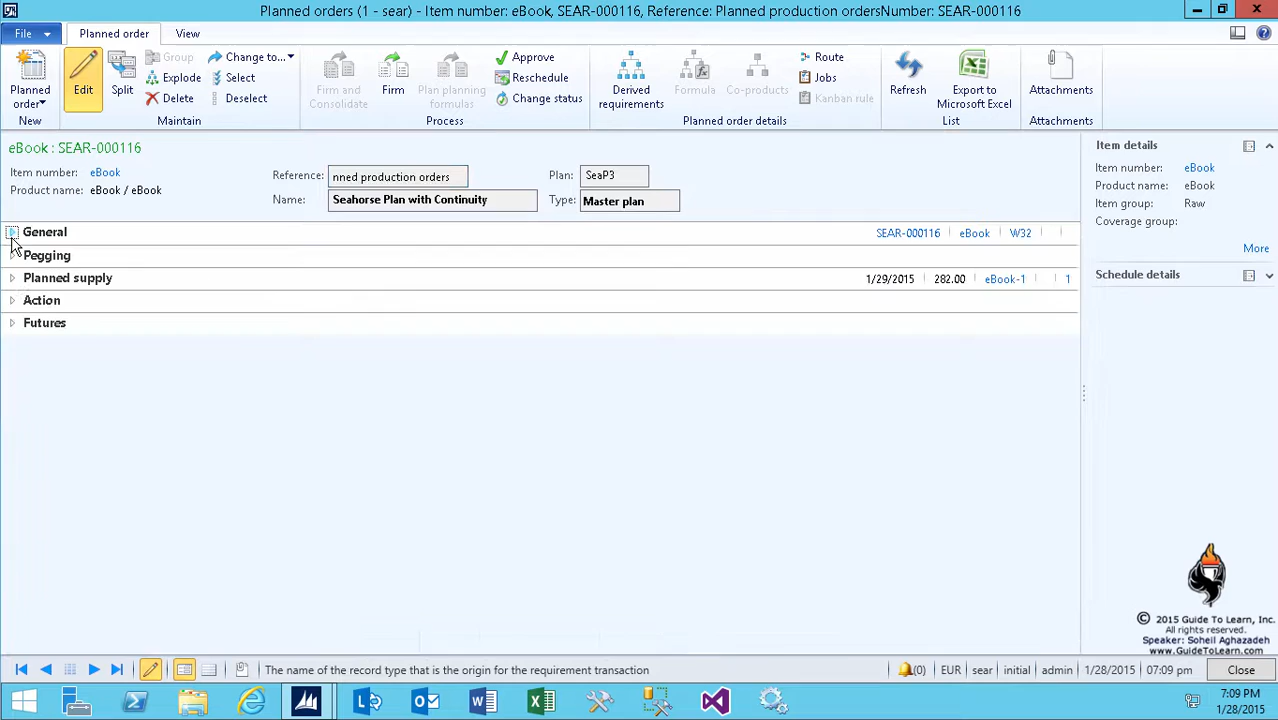 Planned orders (1 - sear) - Item number: eBook, SEAR-000116, Reference: Planned production ordersNumber: SEAR-000116
File
Planned order
View
Planned order
New
Edit
Split
Group
Explode
Delete
Change to...
Select
Deselect
Maintain
Firm and Consolidate
Firm
Plan planning formulas
Approve
Reschedule
Change status
Process
Derived requirements
Formula
Co-products
Route
Jobs
Kanban rule
Planned order details
Refresh
Export to Microsoft Excel
List
Attachments
Attachments
eBook : SEAR-000116
Item number: eBook
Product name: eBook / eBook
Reference: nned production orders
Name: Seahorse Plan with Continuity
Plan: SeaP3
Type: Master plan
General SEAR-000116 eBook W32
Pegging
Planned supply 1/29/2015 282.00 eBook-1 1
Action
Futures
Item details
Item number: eBook
Product name: eBook
Item group: Raw
Coverage group:
More
Schedule details
© 2015 Guide To Learn, Inc.
All rights reserved.
Speaker: Soheil Aghazadeh
www.GuideToLearn.com
The name of the record type that is the origin for the requirement transaction
(0) EUR sear initial admin 1/28/2015 07:09 pm Close
7:09 PM
1/28/2015